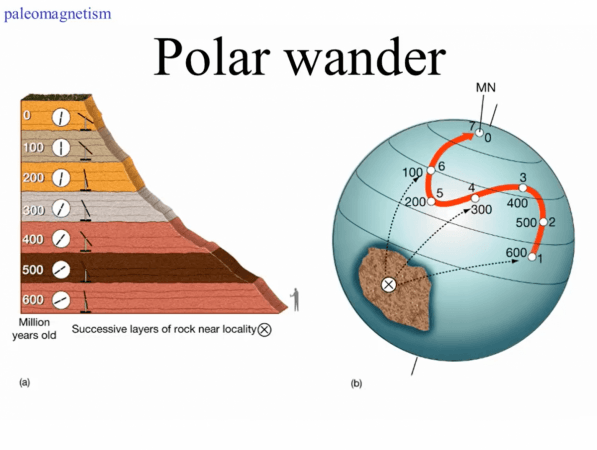 paleomagnetism
Polar wander
0
100
200
300
400
500
600
Million
years old
Successive layers of rock near locality
(a)
MN
7
0
100
6
200
5
4
300
3
400
500
2
600
1
(b)